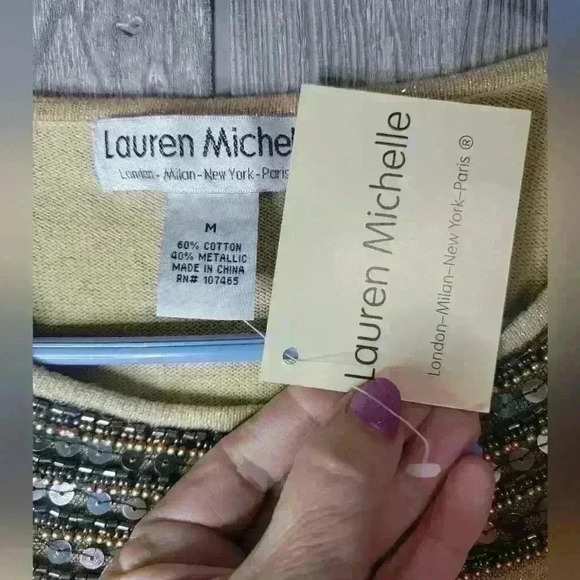 Lauren Michel
London-Milan-New York-Paris
M
60% COTTON
40% METALLIC
MADE IN CHINA
RN# 107465
Lauren Michelle
London-Milan-New York-Paris ®